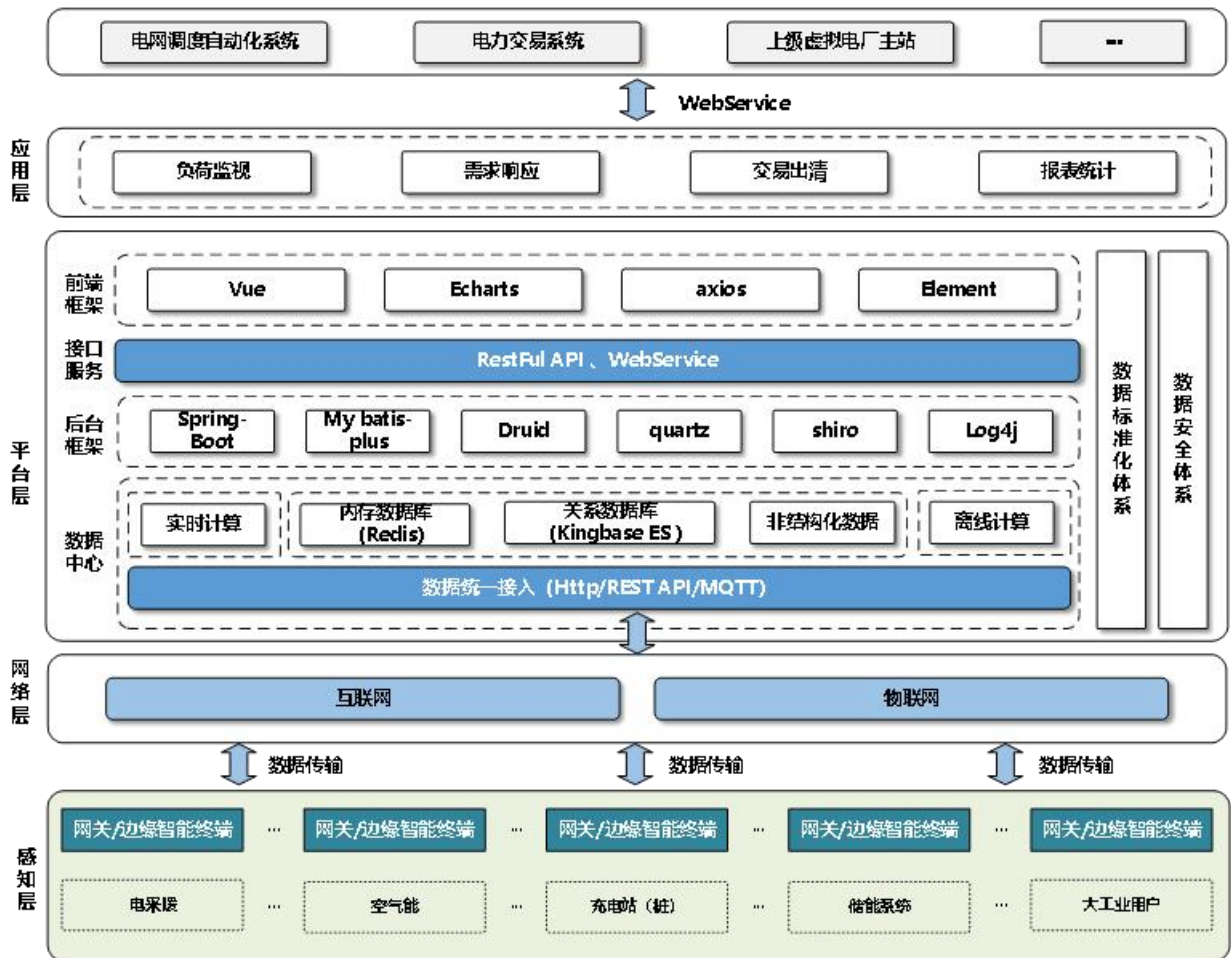 电网调度自动化系统
电力交易系统
上级虚拟电厂主站
...
WebService
应用层
负荷监视
需求响应
交易出清
报表统计
平台层
前端
框架
Vue
Echarts
axios
Element
接口
服务
RestFul API 、WebService
后台
框架
Spring-
Boot
My batis-
plus
Druid
quartz
shiro
Log4j
数据
中心
实时计算
内存数据库
(Redis)
关系数据库
(Kingbase ES )
非结构化数据
离线计算
数据统一接入 (Http/REST API/MQTT)
数据标准化体系
数据安全体系
网络层
互联网
物联网
数据传输
数据传输
数据传输
感知层
网关/边缘智能终端
...
网关/边缘智能终端
...
网关/边缘智能终端
...
网关/边缘智能终端
...
网关/边缘智能终端
电采暖
...
空气能
...
充电站（桩）
...
储能系统
...
大工业用户